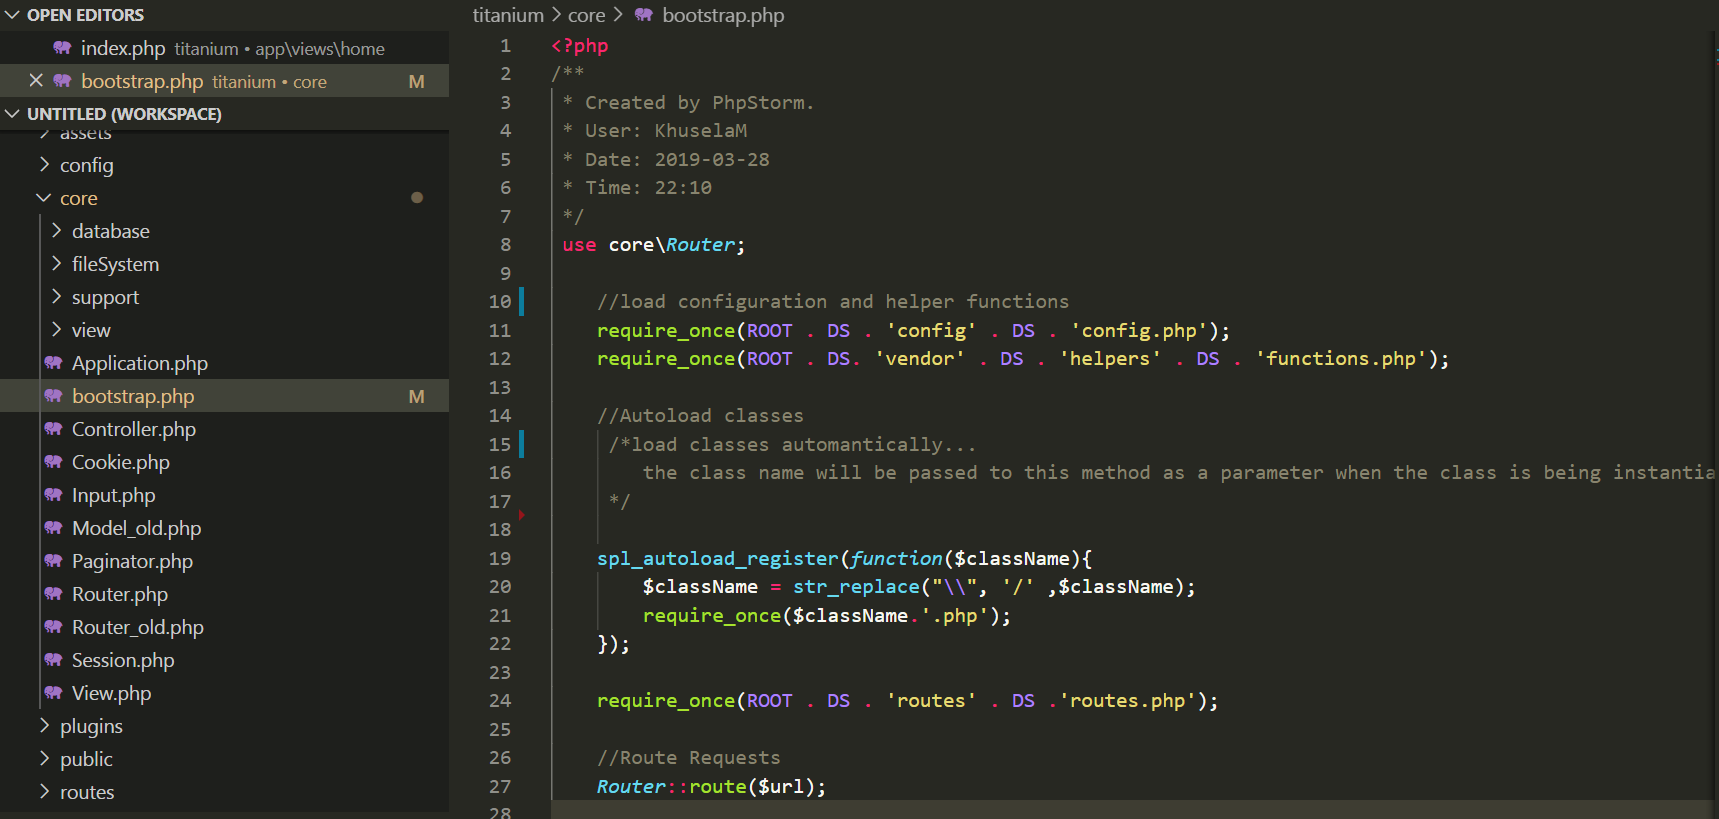 OPEN EDITORS
index.php titanium • app\views\home
bootstrap.php titanium • core M
UNTITLED (WORKSPACE)
assets
config
core
database
fileSystem
support
view
Application.php
bootstrap.php M
Controller.php
Cookie.php
Input.php
Model_old.php
Paginator.php
Router.php
Router_old.php
Session.php
View.php
plugins
public
routes
titanium > core > bootstrap.php
1 <?php
2 /**
3 * Created by PhpStorm.
4 * User: KhuselaM
5 * Date: 2019-03-28
6 * Time: 22:10
7 */
8 use core\Router;
9
10 //load configuration and helper functions
11 require_once(ROOT . DS . 'config' . DS . 'config.php');
12 require_once(ROOT . DS. 'vendor' . DS . 'helpers' . DS . 'functions.php');
13
14 //Autoload classes
15 /*load classes automantically...
16 the class name will be passed to this method as a parameter when the class is being instantia
17 */
18
19 spl_autoload_register(function($className){
20 $className = str_replace("\\", '/' ,$className);
21 require_once($className.'.php');
22 });
23
24 require_once(ROOT . DS . 'routes' . DS .'routes.php');
25
26 //Route Requests
27 Router::route($url);
28